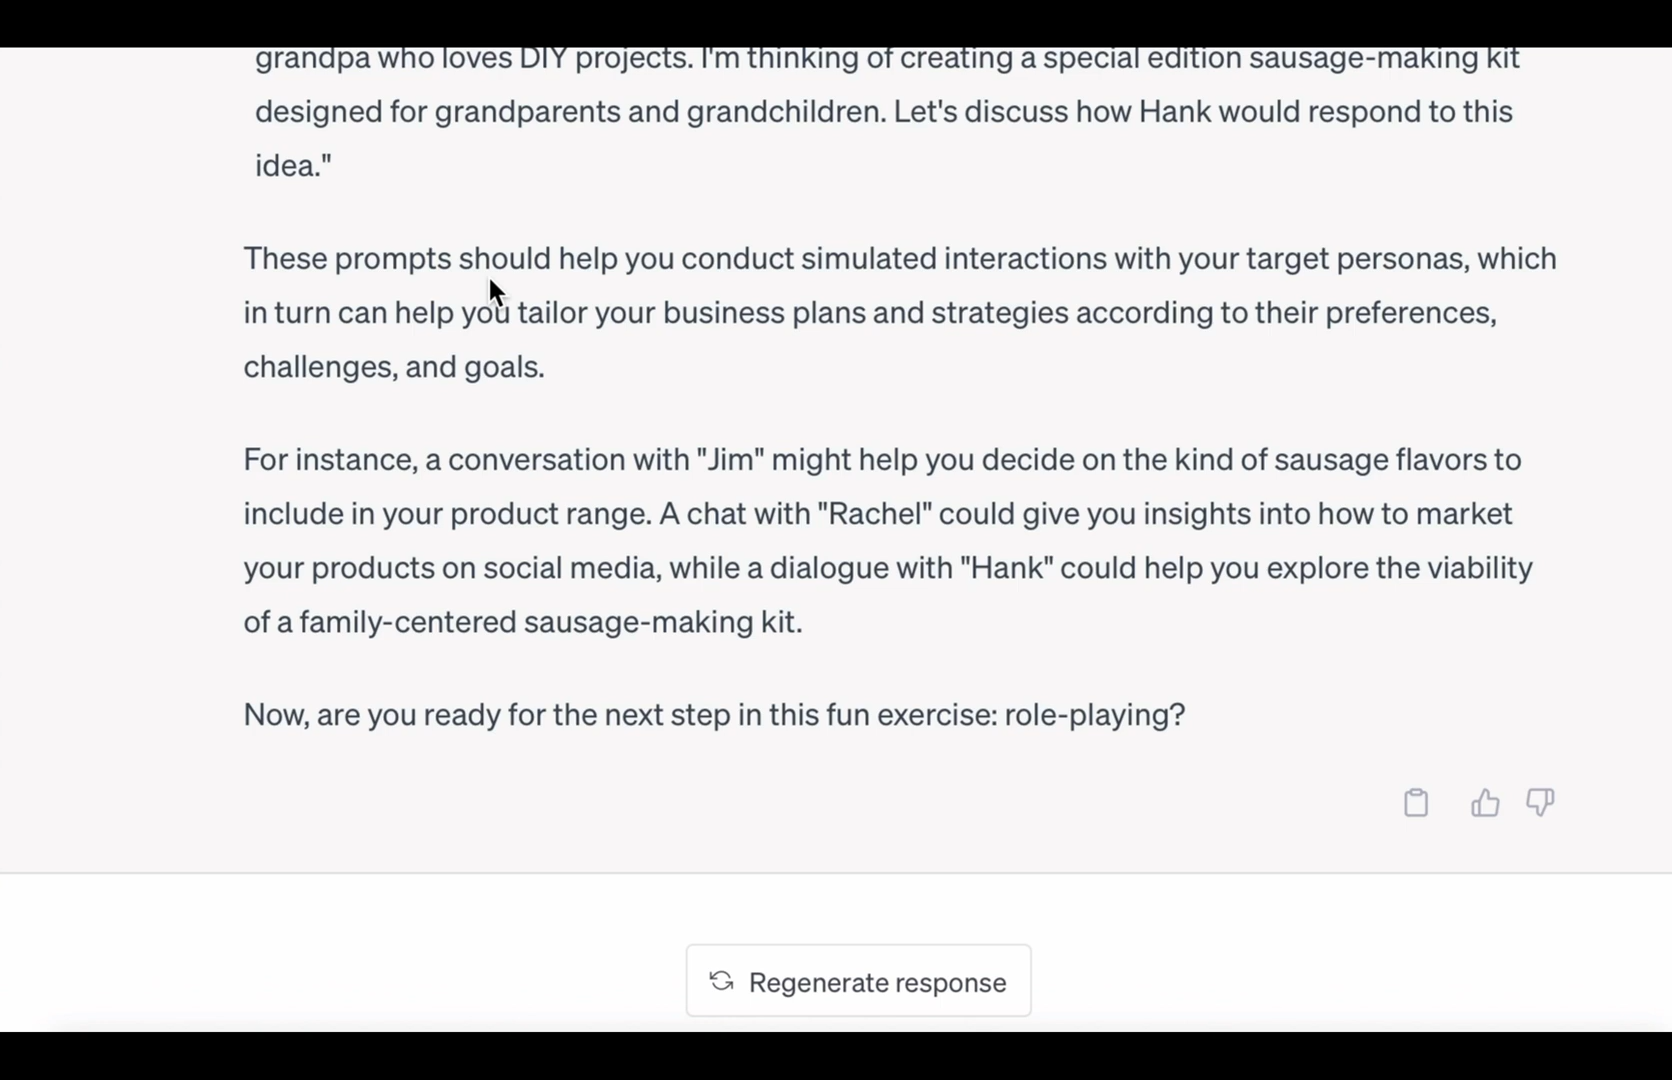 grandpa who loves DIY projects. I'm thinking of creating a special edition sausage-making kit
designed for grandparents and grandchildren. Let's discuss how Hank would respond to this
idea."
These prompts should help you conduct simulated interactions with your target personas, which
in turn can help you tailor your business plans and strategies according to their preferences,
challenges, and goals.
For instance, a conversation with "Jim" might help you decide on the kind of sausage flavors to
include in your product range. A chat with "Rachel" could give you insights into how to market
your products on social media, while a dialogue with "Hank" could help you explore the viability
of a family-centered sausage-making kit.
Now, are you ready for the next step in this fun exercise: role-playing?
Regenerate response